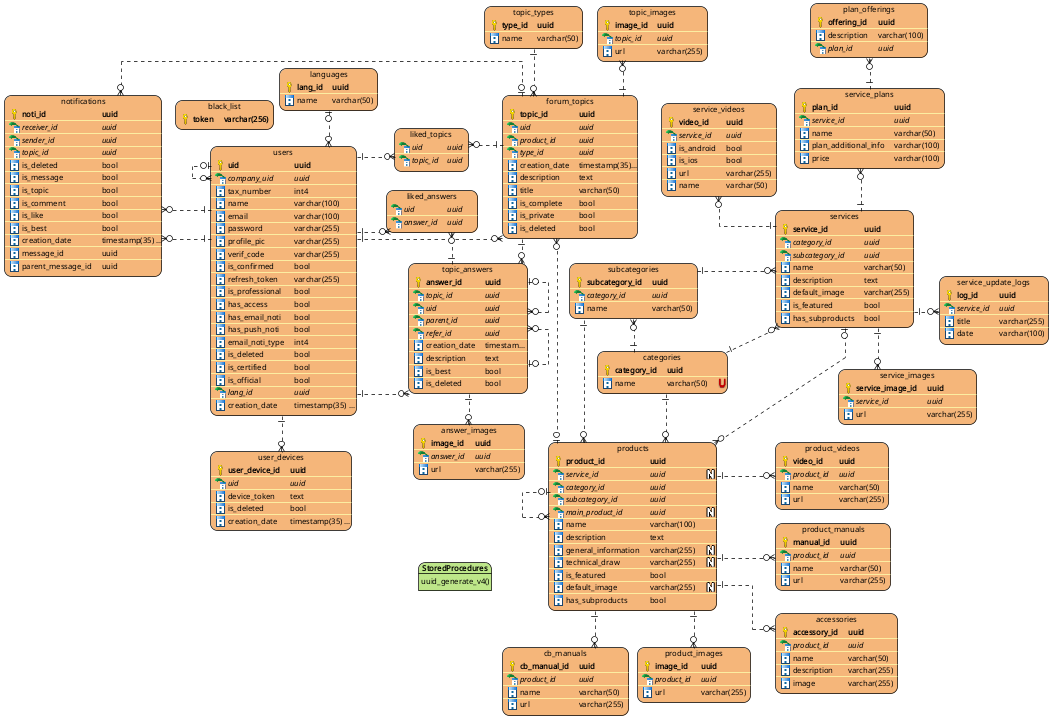 topic_types
type_id uuid
name varchar(50)
topic_images
image_id uuid
topic_id uuid
url varchar(255)
plan_offerings
offering_id uuid
description varchar(100)
plan_id uuid
languages
lang_id uuid
name varchar(50)
notifications
noti_id uuid
receiver_id uuid
sender_id uuid
topic_id uuid
is_deleted bool
is_message bool
is_topic bool
is_comment bool
is_like bool
is_best bool
creation_date timestamp(35)...
message_id uuid
parent_message_id uuid
black_list
token varchar(256)
users
uid uuid
company_uid uuid
tax_number int4
name varchar(100)
email varchar(100)
password varchar(255)
profile_pic varchar(255)
verif_code varchar(255)
is_confirmed bool
refresh_token varchar(255)
is_professional bool
has_access bool
has_email_noti bool
has_push_noti bool
email_noti_type int4
is_deleted bool
is_certified bool
is_official bool
lang_id uuid
creation_date timestamp(35) ...
liked_topics
uid uuid
topic_id uuid
liked_answers
uid uuid
answer_id uuid
forum_topics
topic_id uuid
uid uuid
product_id uuid
type_id uuid
creation_date timestamp(35)...
description text
title varchar(50)
is_complete bool
is_private bool
is_deleted bool
service_videos
video_id uuid
service_id uuid
is_android bool
is_ios bool
url varchar(255)
name varchar(50)
service_plans
plan_id uuid
service_id uuid
name varchar(50)
plan_additional_info varchar(100)
price varchar(100)
services
service_id uuid
category_id uuid
subcategory_id uuid
name varchar(50)
description text
default_image varchar(255)
is_featured bool
has_subproducts bool
topic_answers
answer_id uuid
topic_id uuid
uid uuid
parent_id uuid
refer_id uuid
creation_date timestam...
description text
is_best bool
is_deleted bool
subcategories
subcategory_id uuid
category_id uuid
name varchar(50)
service_update_logs
log_id uuid
service_id uuid
title varchar(255)
date varchar(100)
categories
category_id uuid
name varchar(50) U
service_images
service_image_id uuid
service_id uuid
url varchar(255)
answer_images
image_id uuid
answer_id uuid
url varchar(255)
user_devices
user_device_id uuid
uid uuid
device_token text
is_deleted bool
creation_date timestamp(35) ...
products
product_id uuid
service_id uuid N
category_id uuid
subcategory_id uuid
main_product_id uuid N
name varchar(100)
description text
general_information varchar(255) N
technical_draw varchar(255) N
is_featured bool
default_image varchar(255) N
has_subproducts bool
product_videos
video_id uuid
product_id uuid
name varchar(50)
url varchar(255)
product_manuals
manual_id uuid
product_id uuid
name varchar(50)
url varchar(255)
StoredProcedures
uuid_generate_v4()
accessories
accessory_id uuid
product_id uuid
name varchar(50)
description varchar(255)
image varchar(255)
cb_manuals
cb_manual_id uuid
product_id uuid
name varchar(50)
url varchar(255)
product_images
image_id uuid
product_id uuid
url varchar(255)